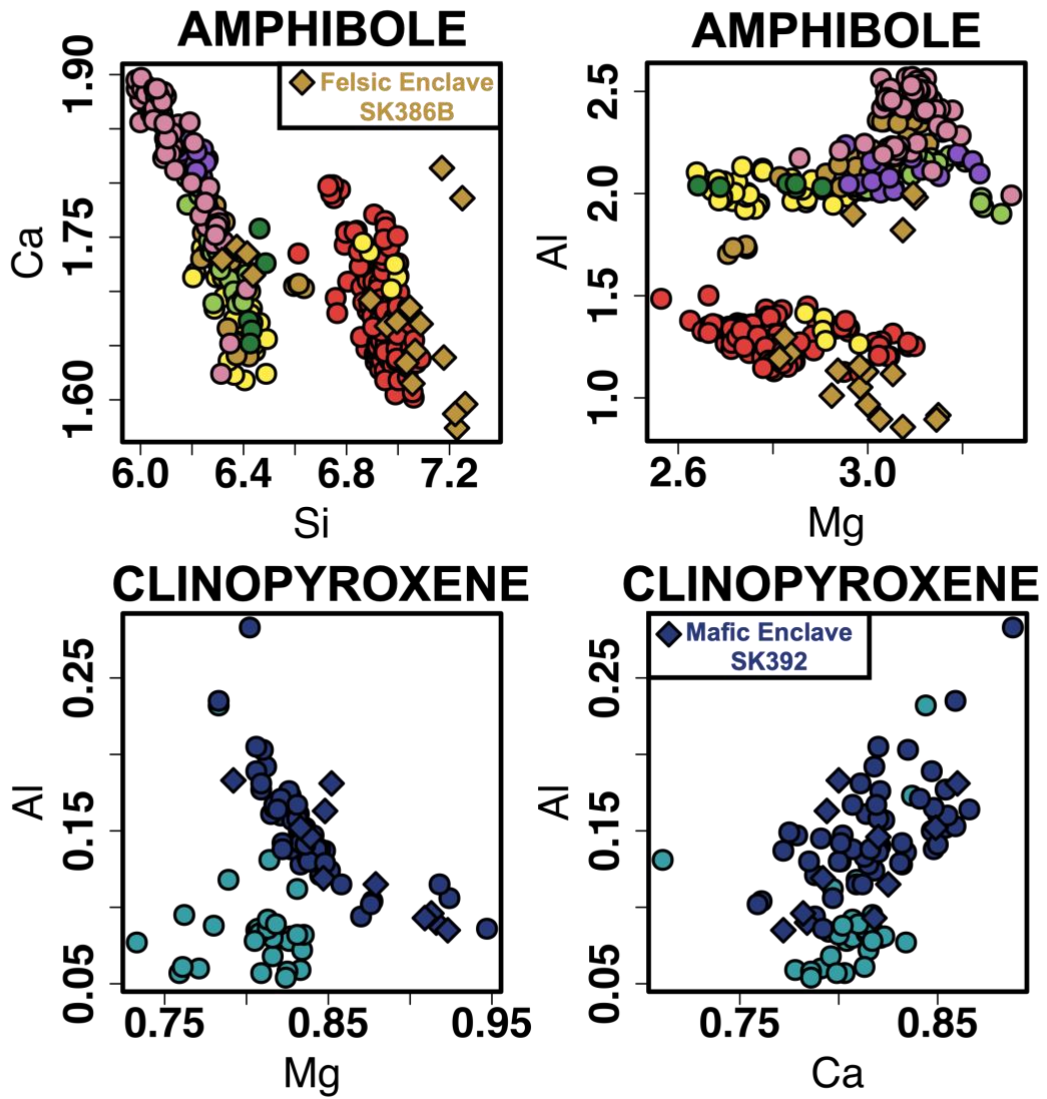 AMPHIBOLE
Felsic Enclave
SK386B
Ca
1.90
1.75
1.60
6.0 6.4 6.8 7.2
Si
AMPHIBOLE
Al
2.5
2.0
1.5
1.0
2.6 3.0
Mg
CLINOPYROXENE
Al
0.25
0.15
0.05
0.75 0.85 0.95
Mg
CLINOPYROXENE
Mafic Enclave
SK392
Al
0.25
0.15
0.05
0.75 0.85
Ca